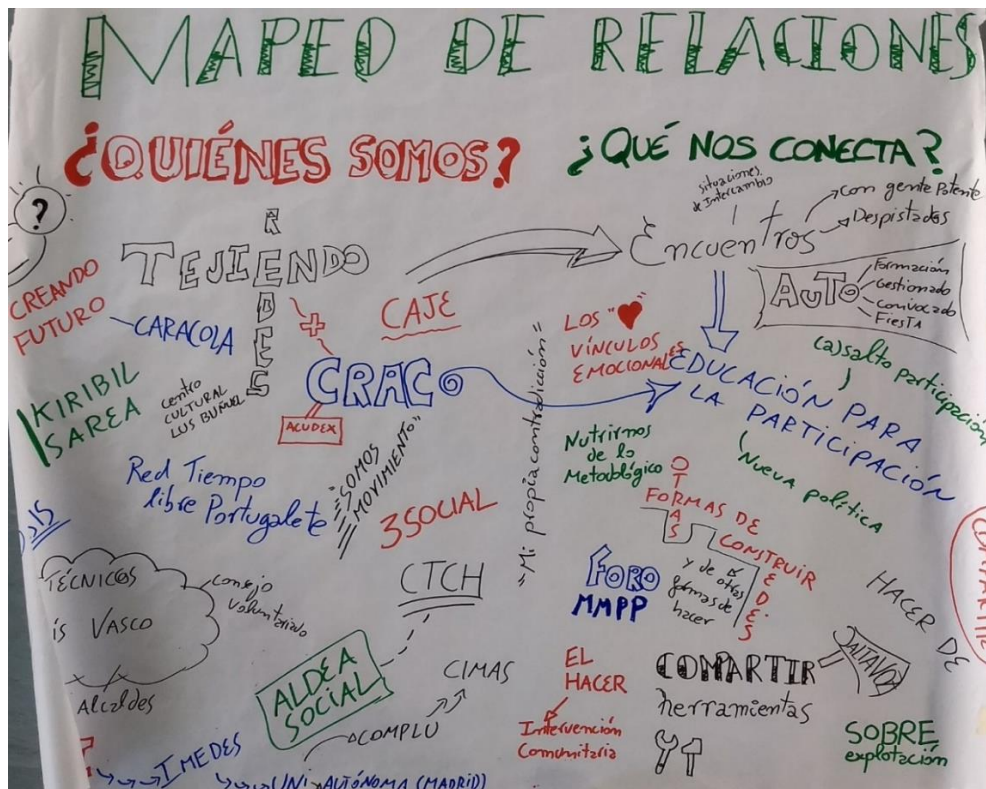 MAPEO DE RELACIONES
¿QUIÉNES SOMOS?
?
TEJIENDO
REDES
CREANDO
FUTURO
CARACOLA
+
CAJE
KIRIBIL
SAREA
Centro
CULTURAL
LUS BUÑUEL
CRAC
ACUDEX
Red Tiempo
libre Portugalete
"SOMOS
MOVIMIENTO"
3SOCIAL
15
TÉCNICOS
ís VASCO
Consejo
Voluntariado
Alcaldes
CTCH
ALDEA
SOCIAL
CIMAS
COMPLU
IMEDES
UNI AUTÓNOMA (MADRID)
"Mi propia contradicción"
¿QUÉ NOS CONECTA?
situaciones
de Intercambio
Encuentros
con gente Potente
Despistados
AUTO
Formación
Gestionado
Convocado
FiesTA
LOS "
VÍNCULOS
EMOCIONALES
EDUCACIÓN PARA
LA PARTICIPACIÓN
(a)salto participación
Nueva política
Nutrirnos
de lo
OTRAS
FORMAS DE
CONSTRUIR
REDES
y de otras
formas de
hacer
FORO
MMPP
HACER DE
EL
HACER
Intervención
Comunitaria
COMPARTIR
herramientas
SOBRE
explotación